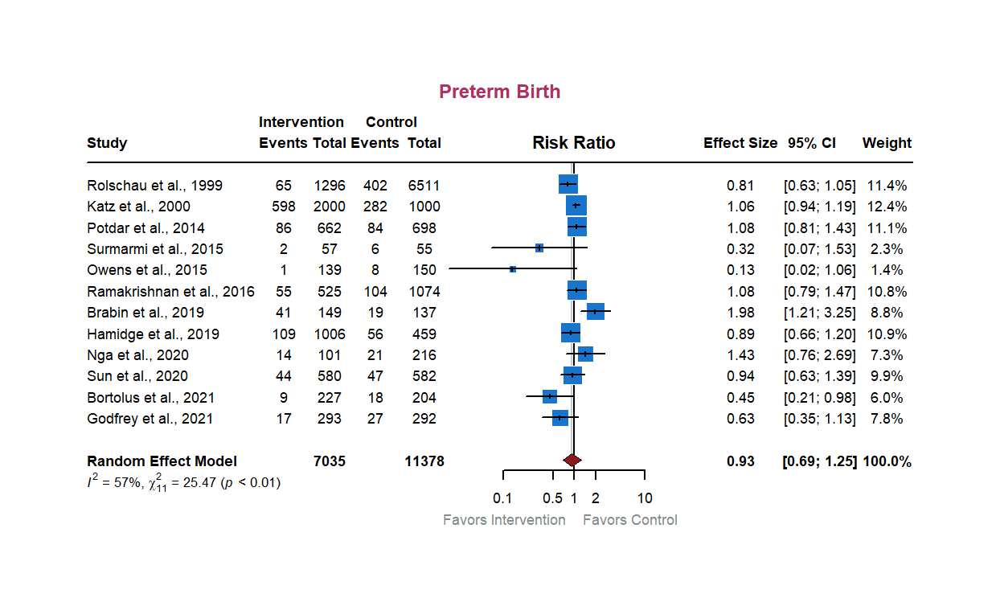 Preterm Birth
Intervention Control
Study Events Total Events Total Risk Ratio Effect Size 95% CI Weight
Rolschau et al., 1999 65 1296 402 6511 0.81 [0.63; 1.05] 11.4%
Katz et al., 2000 598 2000 282 1000 1.06 [0.94; 1.19] 12.4%
Potdar et al., 2014 86 662 84 698 1.08 [0.81; 1.43] 11.1%
Surmarmi et al., 2015 2 57 6 55 0.32 [0.07; 1.53] 2.3%
Owens et al., 2015 1 139 8 150 0.13 [0.02; 1.06] 1.4%
Ramakrishnan et al., 2016 55 525 104 1074 1.08 [0.79; 1.47] 10.8%
Brabin et al., 2019 41 149 19 137 1.98 [1.21; 3.25] 8.8%
Hamidge et al., 2019 109 1006 56 459 0.89 [0.66; 1.20] 10.9%
Nga et al., 2020 14 101 21 216 1.43 [0.76; 2.69] 7.3%
Sun et al., 2020 44 580 47 582 0.94 [0.63; 1.39] 9.9%
Bortolus et al., 2021 9 227 18 204 0.45 [0.21; 0.98] 6.0%
Godfrey et al., 2021 17 293 27 292 0.63 [0.35; 1.13] 7.8%
Random Effect Model 7035 11378 0.93 [0.69; 1.25] 100.0%
I² = 57%, χ²₁₁ = 25.47 (p < 0.01)
0.1 0.5 1 2 10
Favors Intervention Favors Control